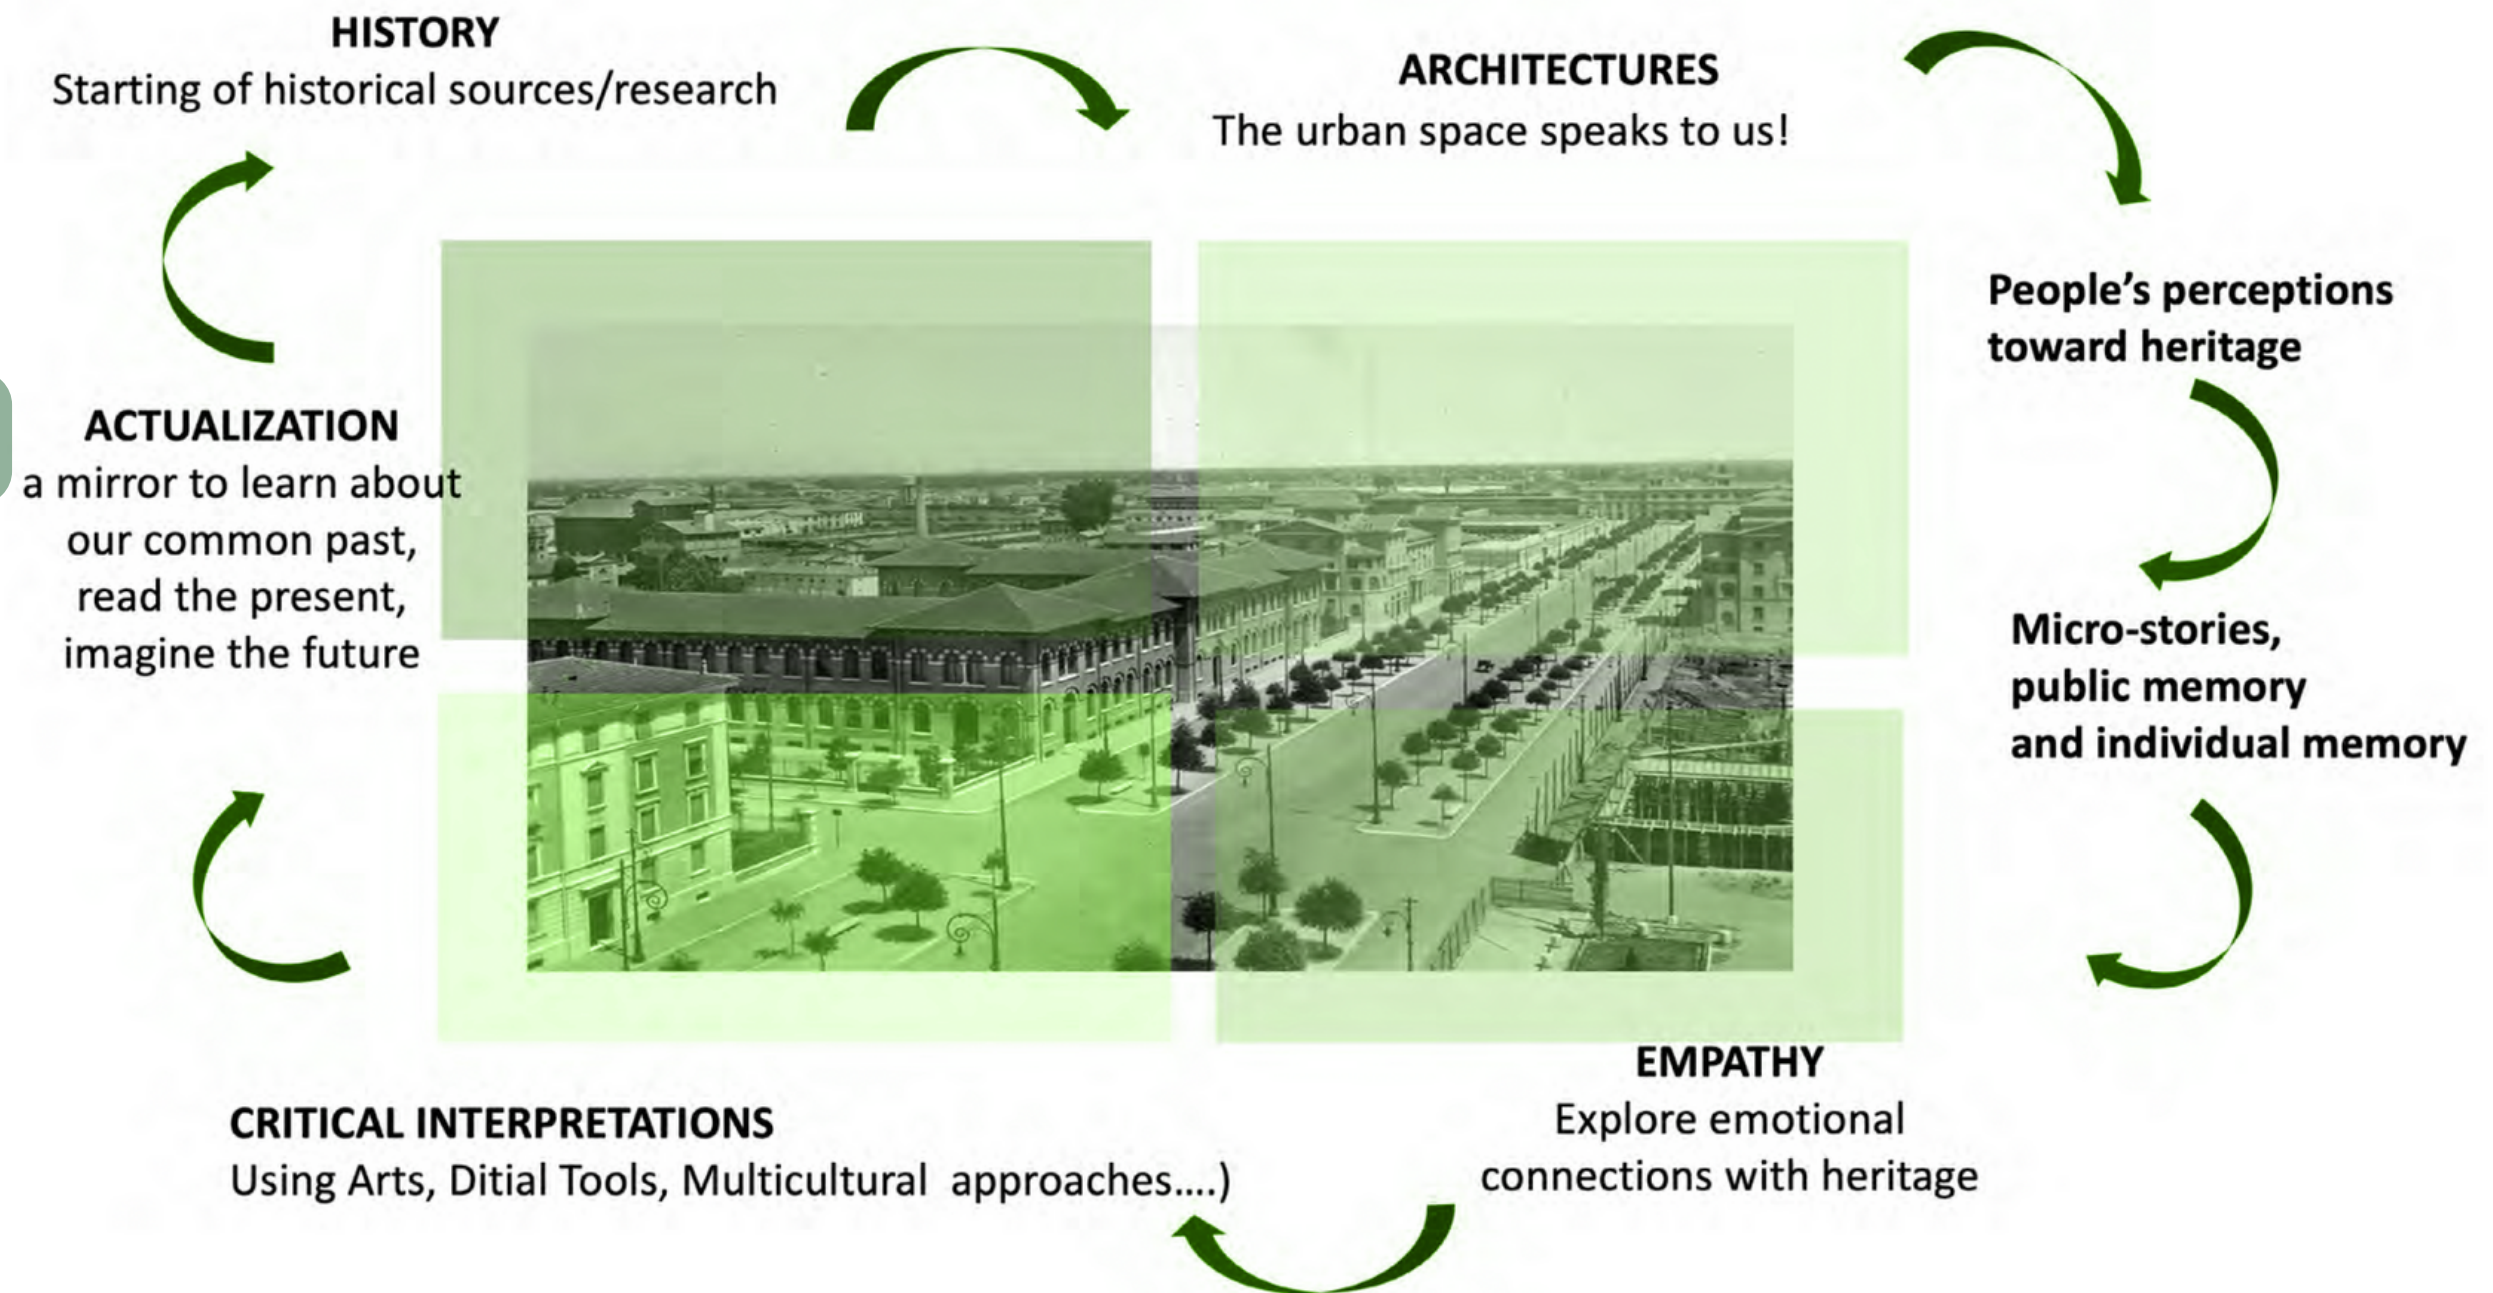 HISTORY
Starting of historical sources/research
ARCHITECTURES
The urban space speaks to us!
People’s perceptions
toward heritage
Micro-stories,
public memory
and individual memory
EMPATHY
Explore emotional
connections with heritage
CRITICAL INTERPRETATIONS
Using Arts, Ditial Tools, Multicultural  approaches....)
ACTUALIZATION
a mirror to learn about
our common past,
read the present,
imagine the future